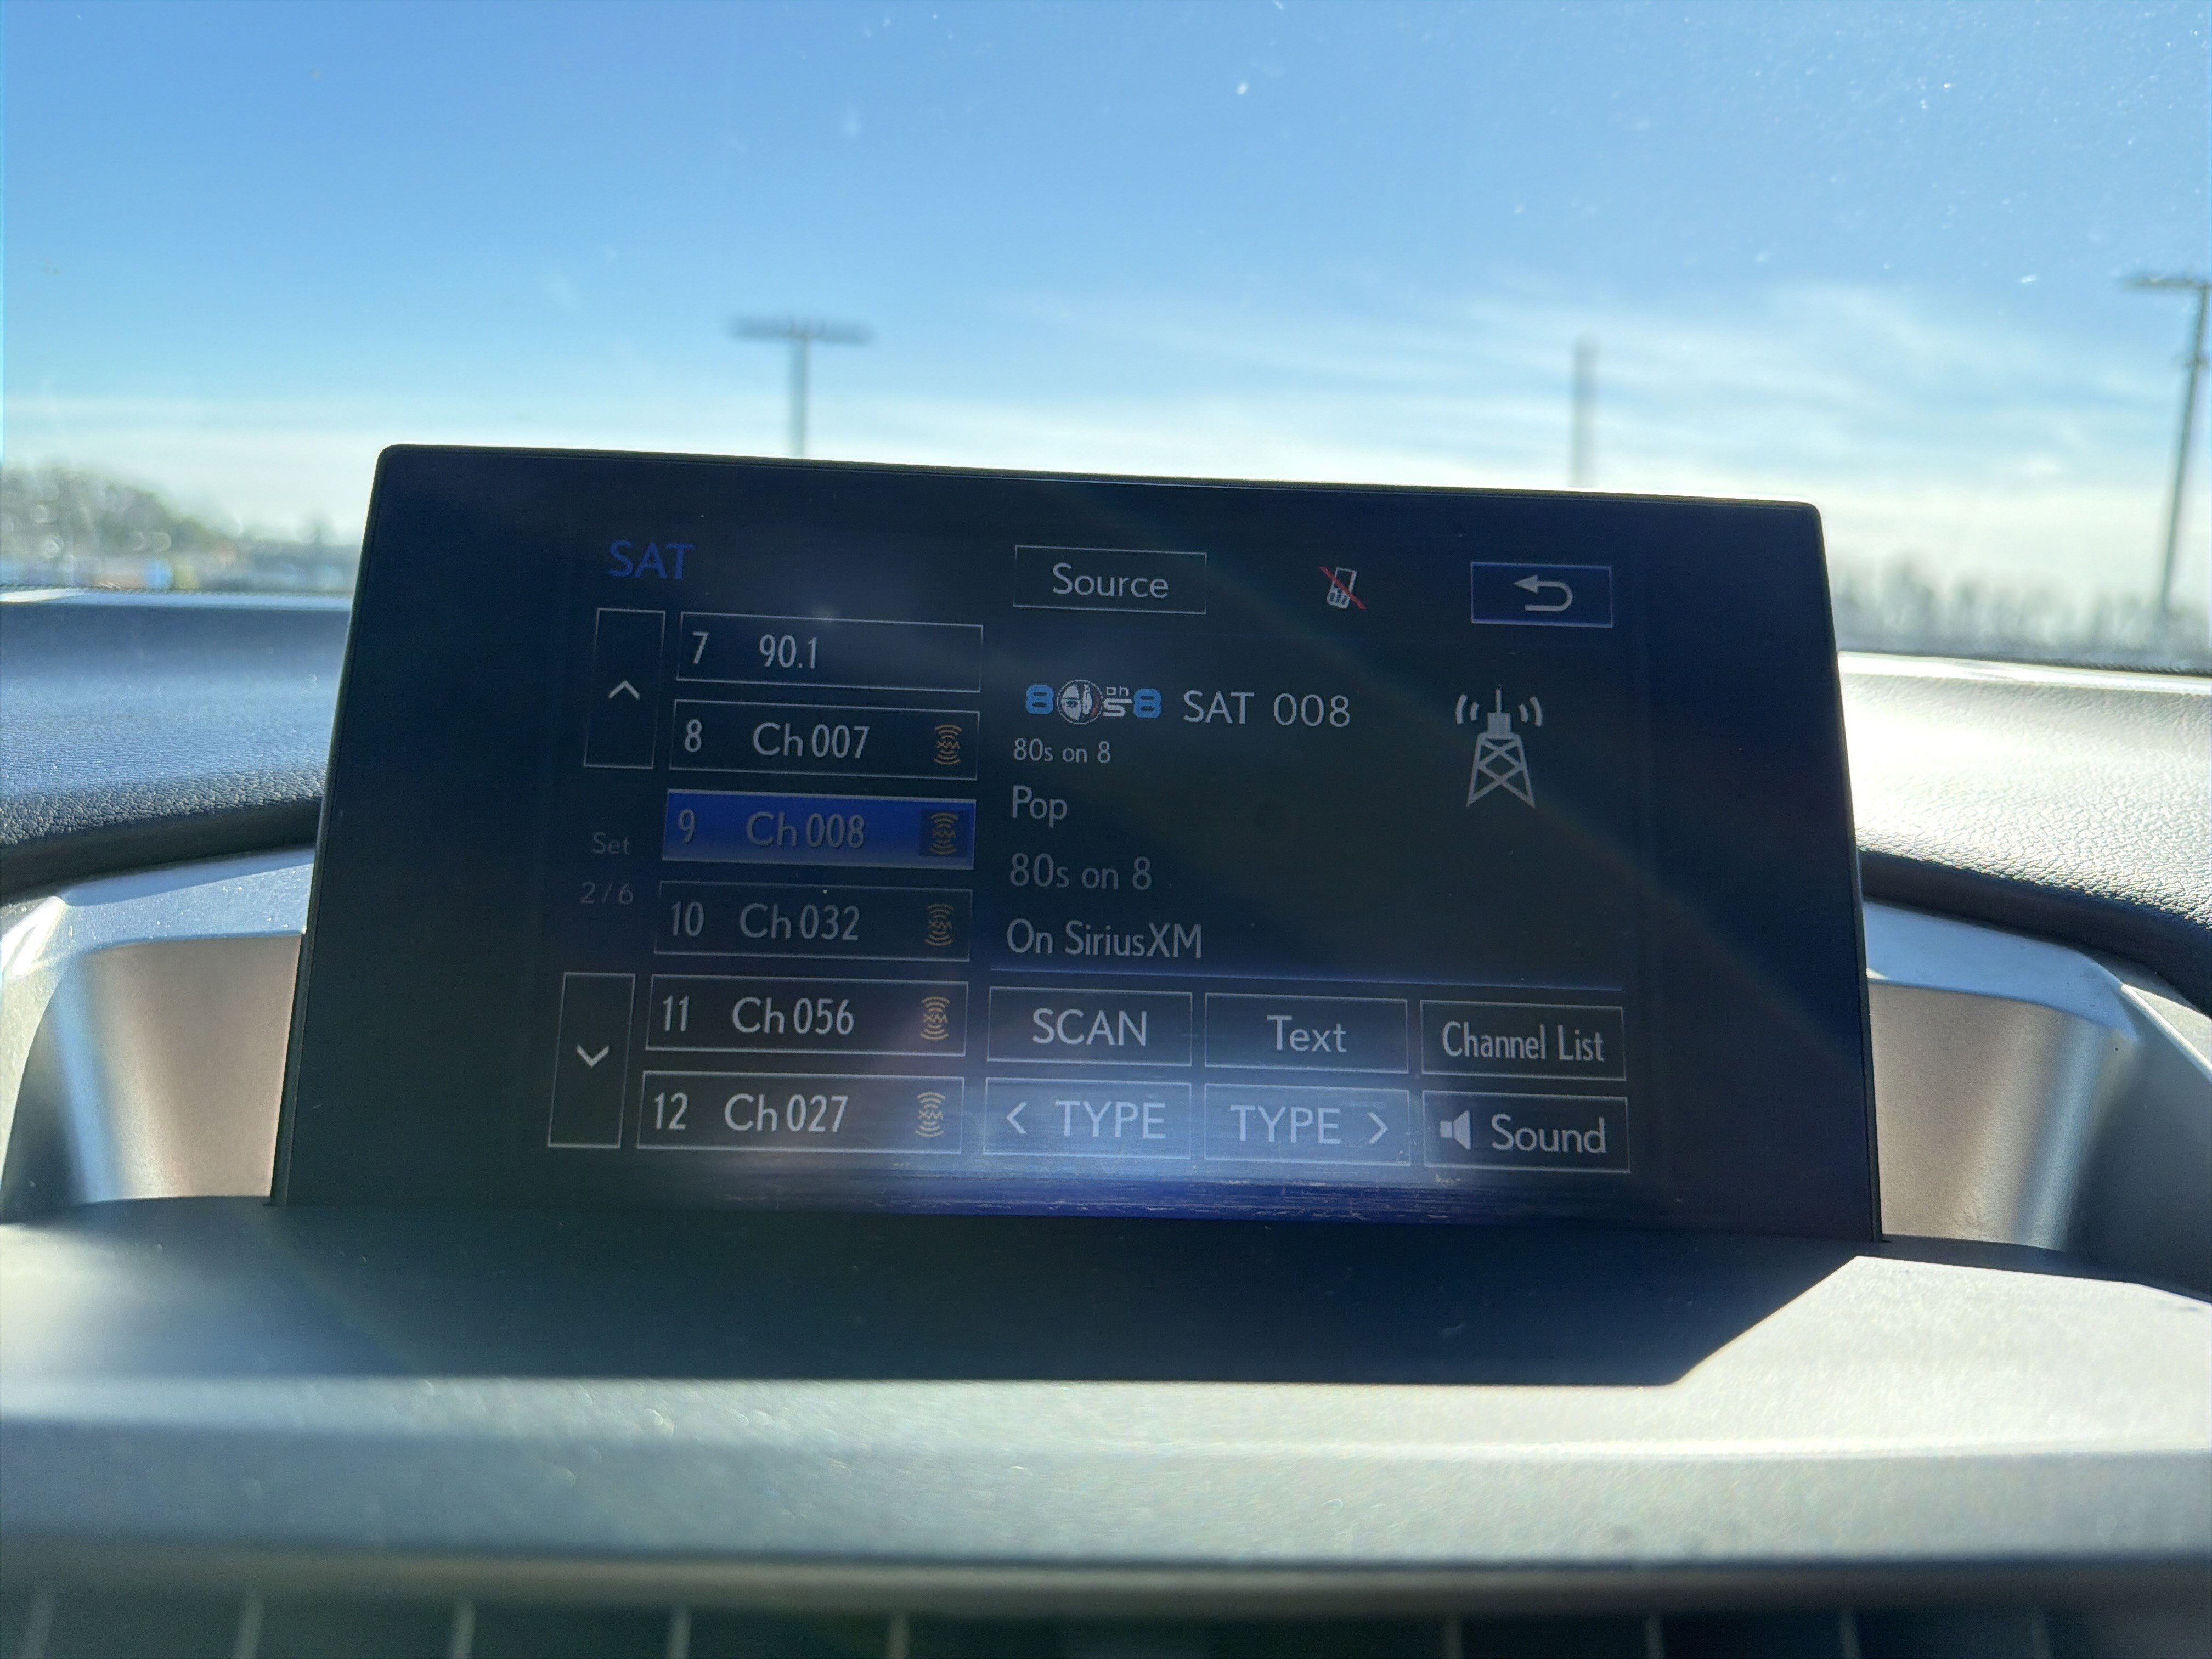 SAT
Source
7 90.1
8 Ch 007
9 Ch 008
10 Ch 032
11 Ch 056
12 Ch 027
Set
2/6
80s on 8 SAT 008
80s on 8
Pop
80s on 8
On SiriusXM
SCAN Text Channel List
< TYPE TYPE > Sound